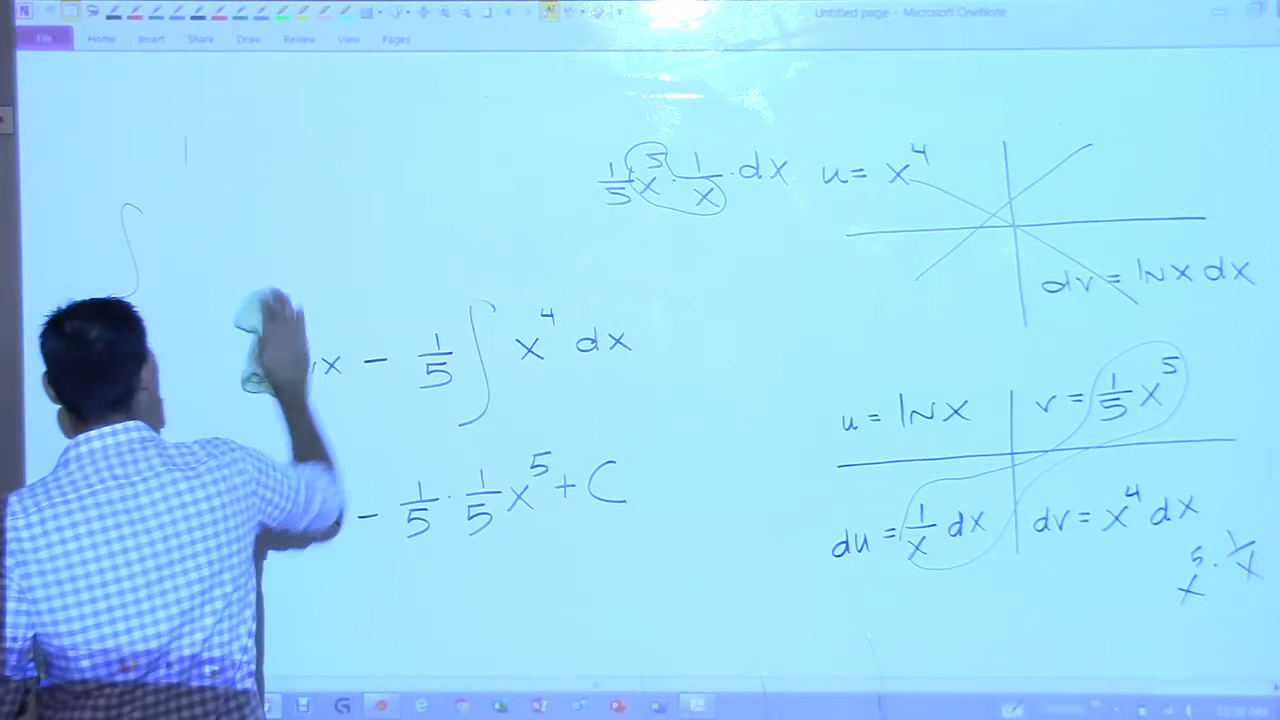 Untitled page - Microsoft OneNote
File Home Insert Share Draw Review View Pages
1/5 x^5 · 1/x · dx
u = x^4
dv = lnx dx
x - 1/5 ∫ x^4 dx
- 1/5 · 1/5 x^5 + C
u = lnx
v = 1/5 x^5
du = 1/x dx
dv = x^4 dx
x^5 · 1/x